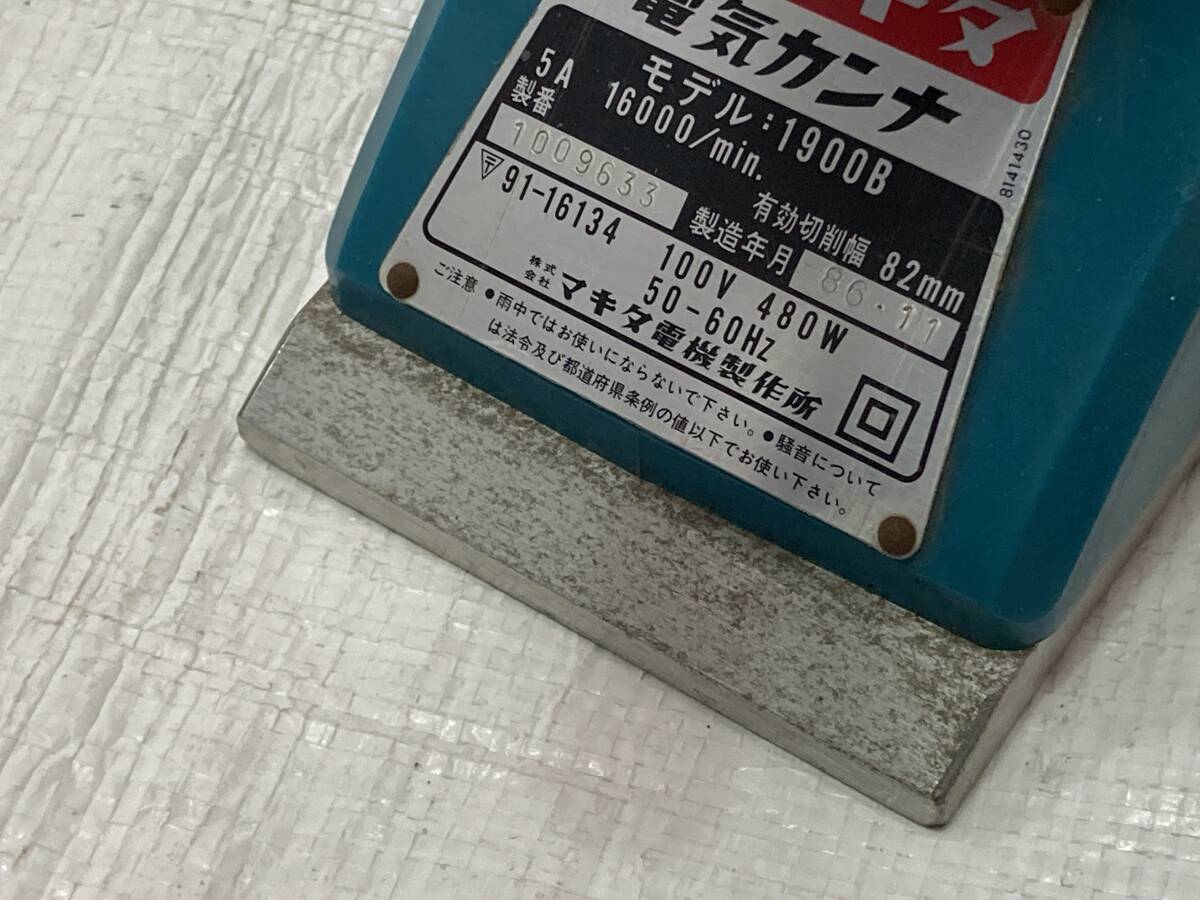 電気カンナ
モデル:1900B
5A 16000/min. 有効切削幅 82mm
製番 1009633 製造年月 86.11
〒 91-16134 100V 480W
50-60HZ
株式会社 マキタ電機製作所
ご注意 ●雨中ではお使いにならないで下さい。●騒音について
は法令及び都道府県条例の値以下でお使い下さい。
8141430